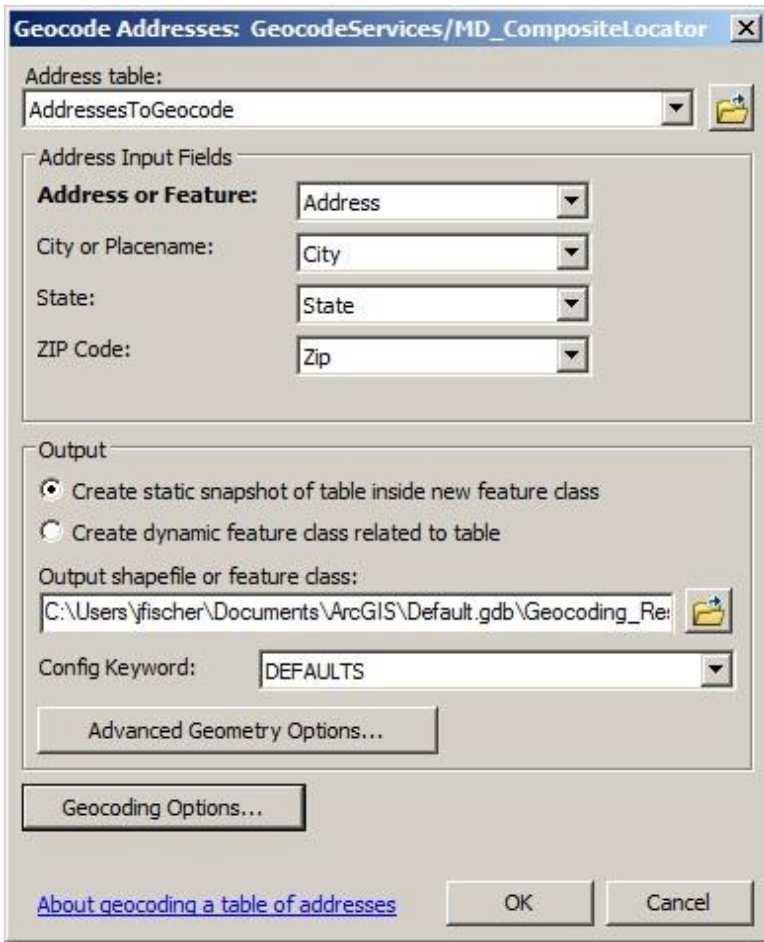 Geocode Addresses: GeocodeServices/MD_CompositeLocator
Address table:
AddressesToGeocode
Address Input Fields
Address or Feature:
Address
City or Placename:
City
State:
State
ZIP Code:
Zip
Output
Create static snapshot of table inside new feature class
Create dynamic feature class related to table
Output shapefile or feature class:
C:\Users\jfischer\Documents\ArcGIS\Default.gdb\Geocoding_Re
Config Keyword:
DEFAULTS
Advanced Geometry Options...
Geocoding Options...
About geocoding a table of addresses
OK
Cancel